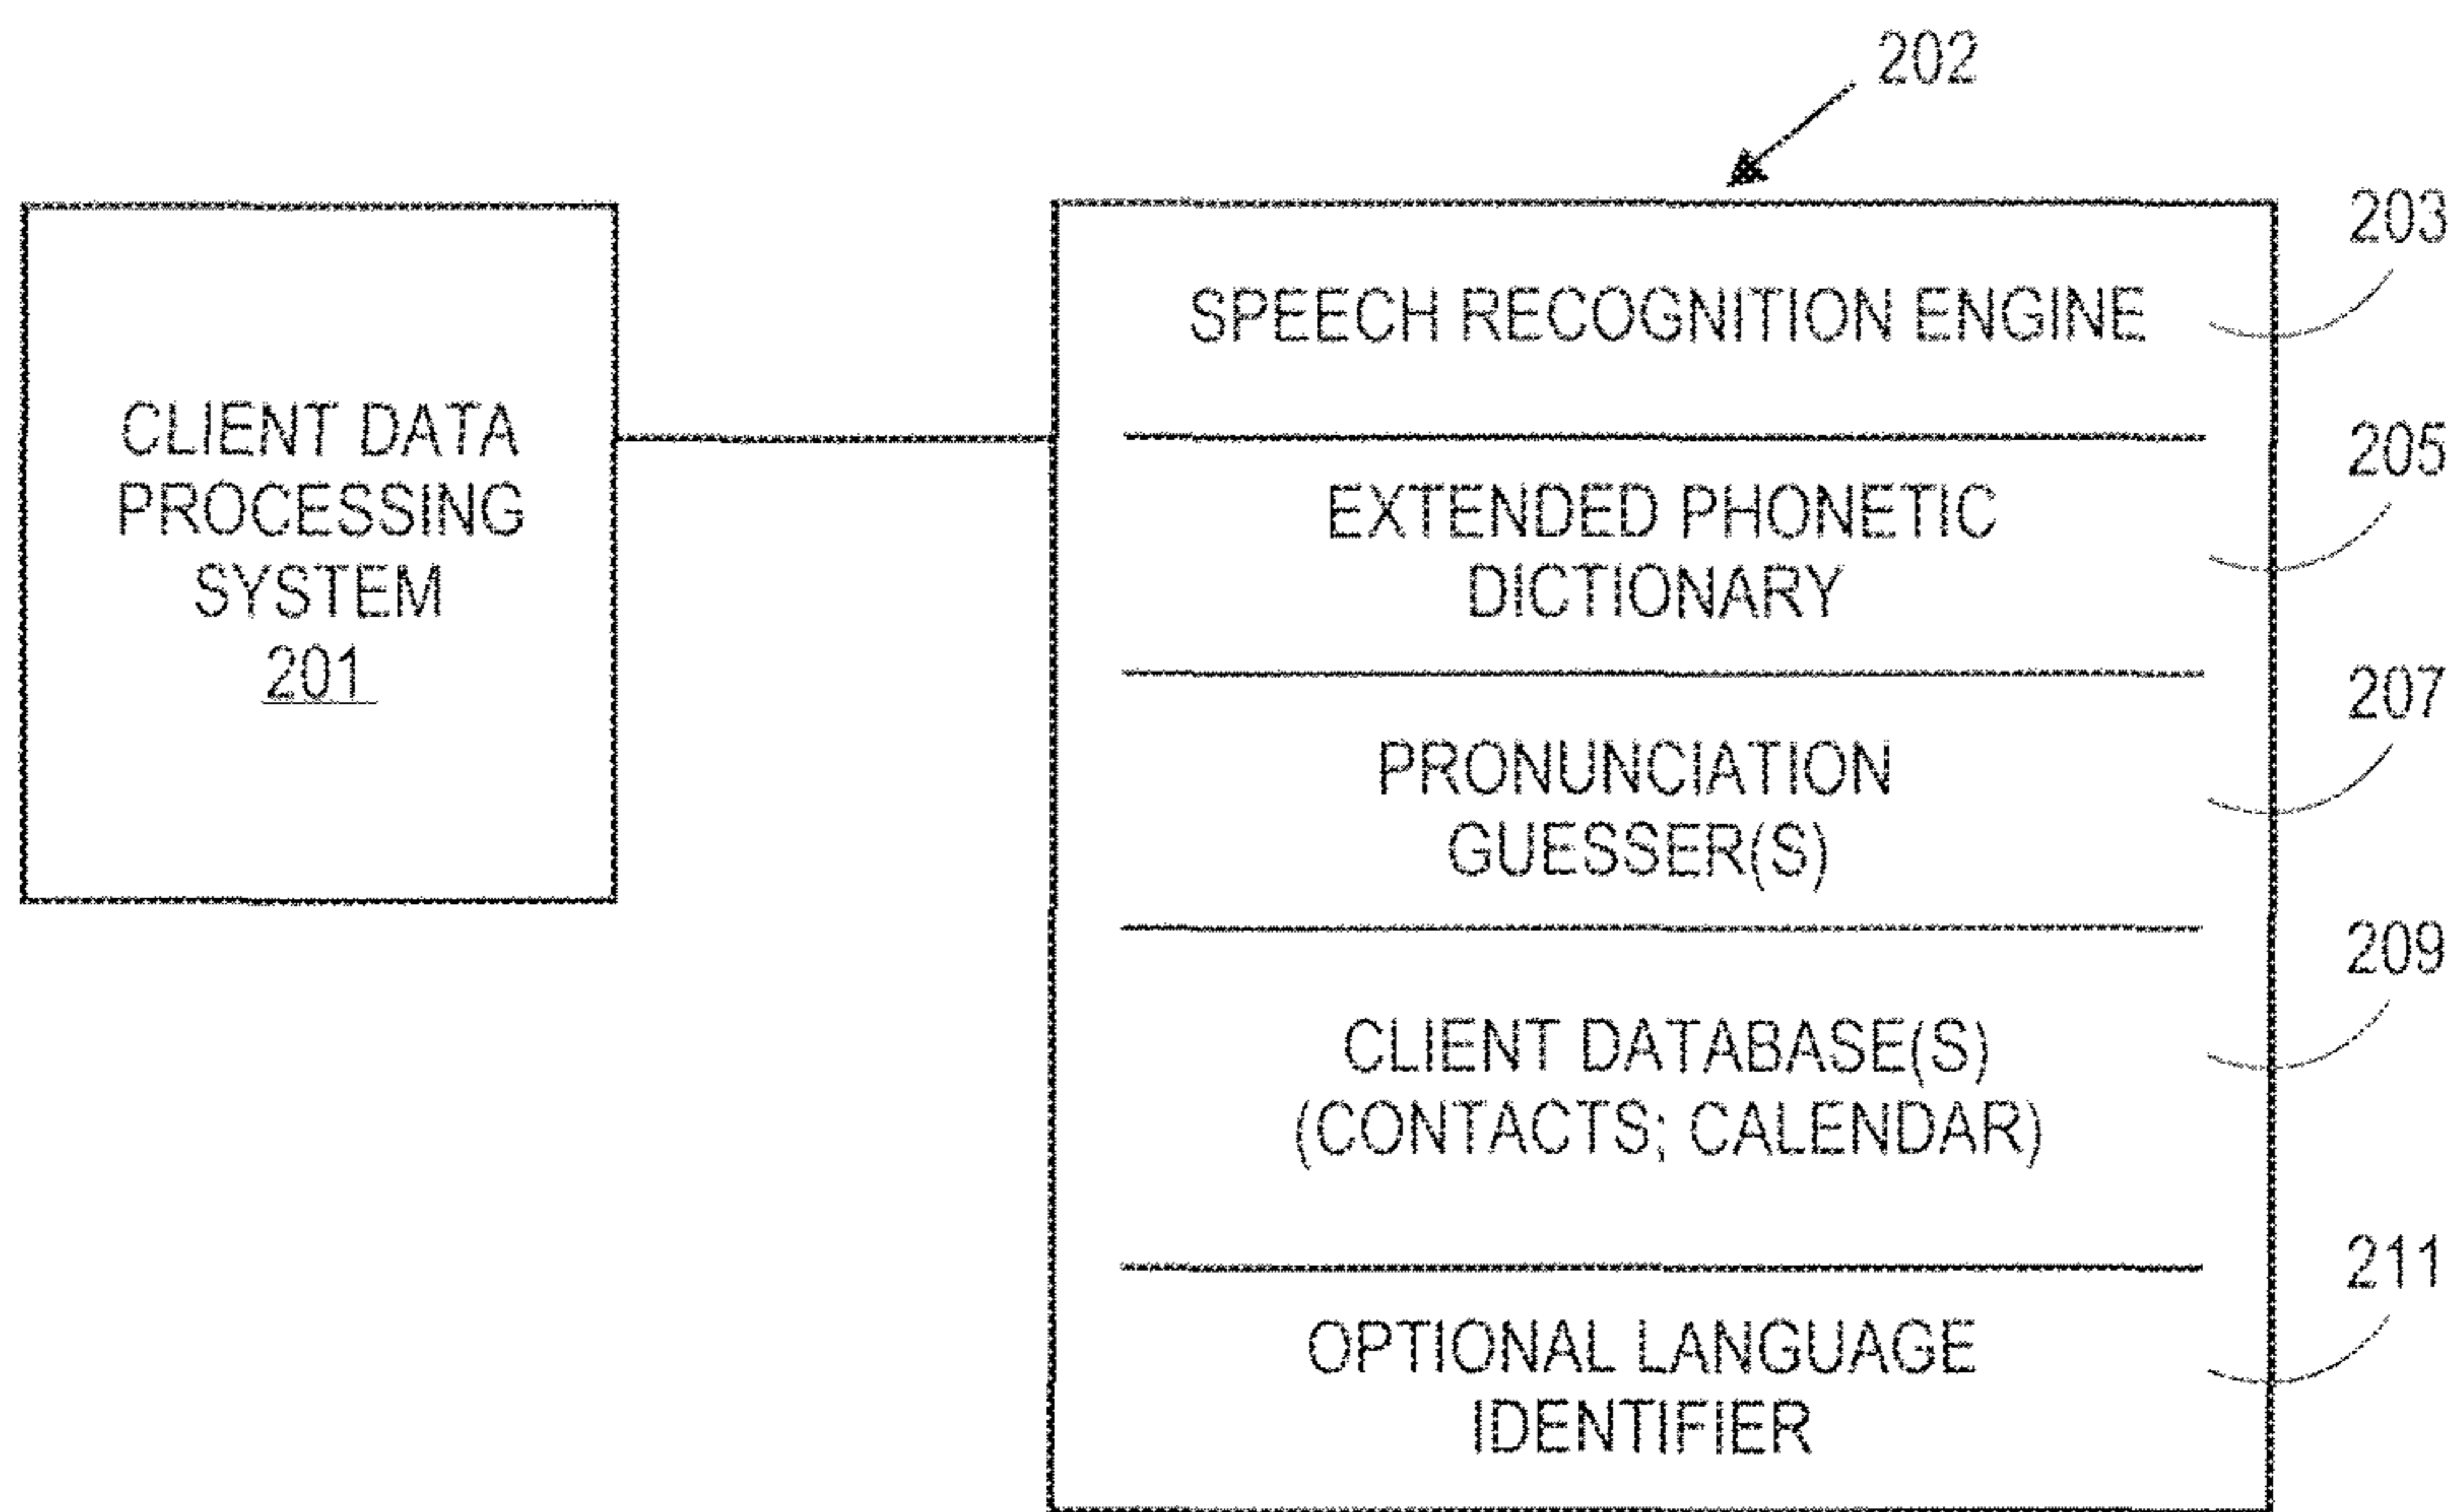 202
CLIENT DATA
PROCESSING
SYSTEM
201
SPEECH RECOGNITION ENGINE
203
EXTENDED PHONETIC
DICTIONARY
205
PRONUNCIATION
GUESSER(S)
207
CLIENT DATABASE(S)
(CONTACTS; CALENDAR)
209
OPTIONAL LANGUAGE
IDENTIFIER
211